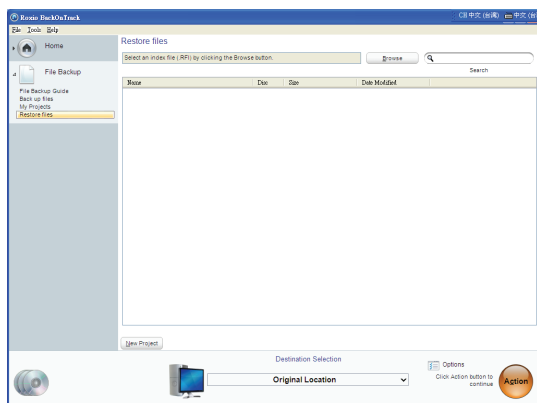 Roxio BackOnTrack
CH 中文 (台灣)
中文 (台
File Tools Help
Home
File Backup
File Backup Guide
Back up files
My Projects
Restore files
Restore files
Select an index file (.RFI) by clicking the Browse button.
Browse
Search
Name Disc Size Date Modified
New Project
Destination Selection
Original Location
Options
Click Action button to
continue
Action